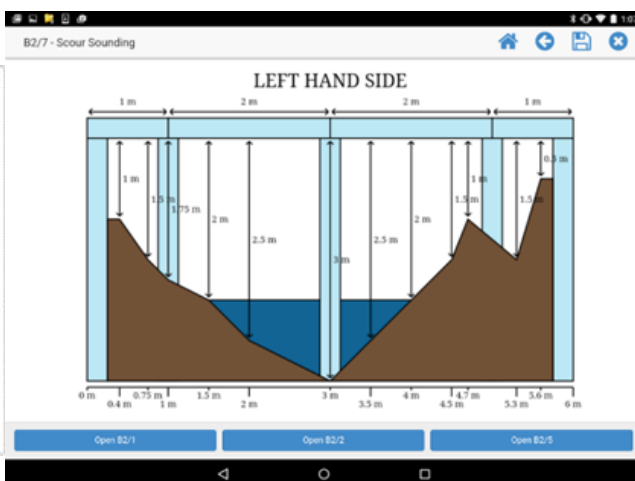 1:07
B2/7 - Scour Sounding
LEFT HAND SIDE
1 m 2 m 2 m 1 m
0.5 m
1 m 1 m
1.5 m 1.5 m 1.5 m
1.75 m
2 m 2 m
2.5 m 2.5 m
3 m
0 m 0.75 m 1.5 m 3 m 4 m 4.7 m 5.6 m
0.4 m 1 m 2 m 3.5 m 4.5 m 5.3 m 6 m
Open B2/1 Open B2/2 Open B2/5